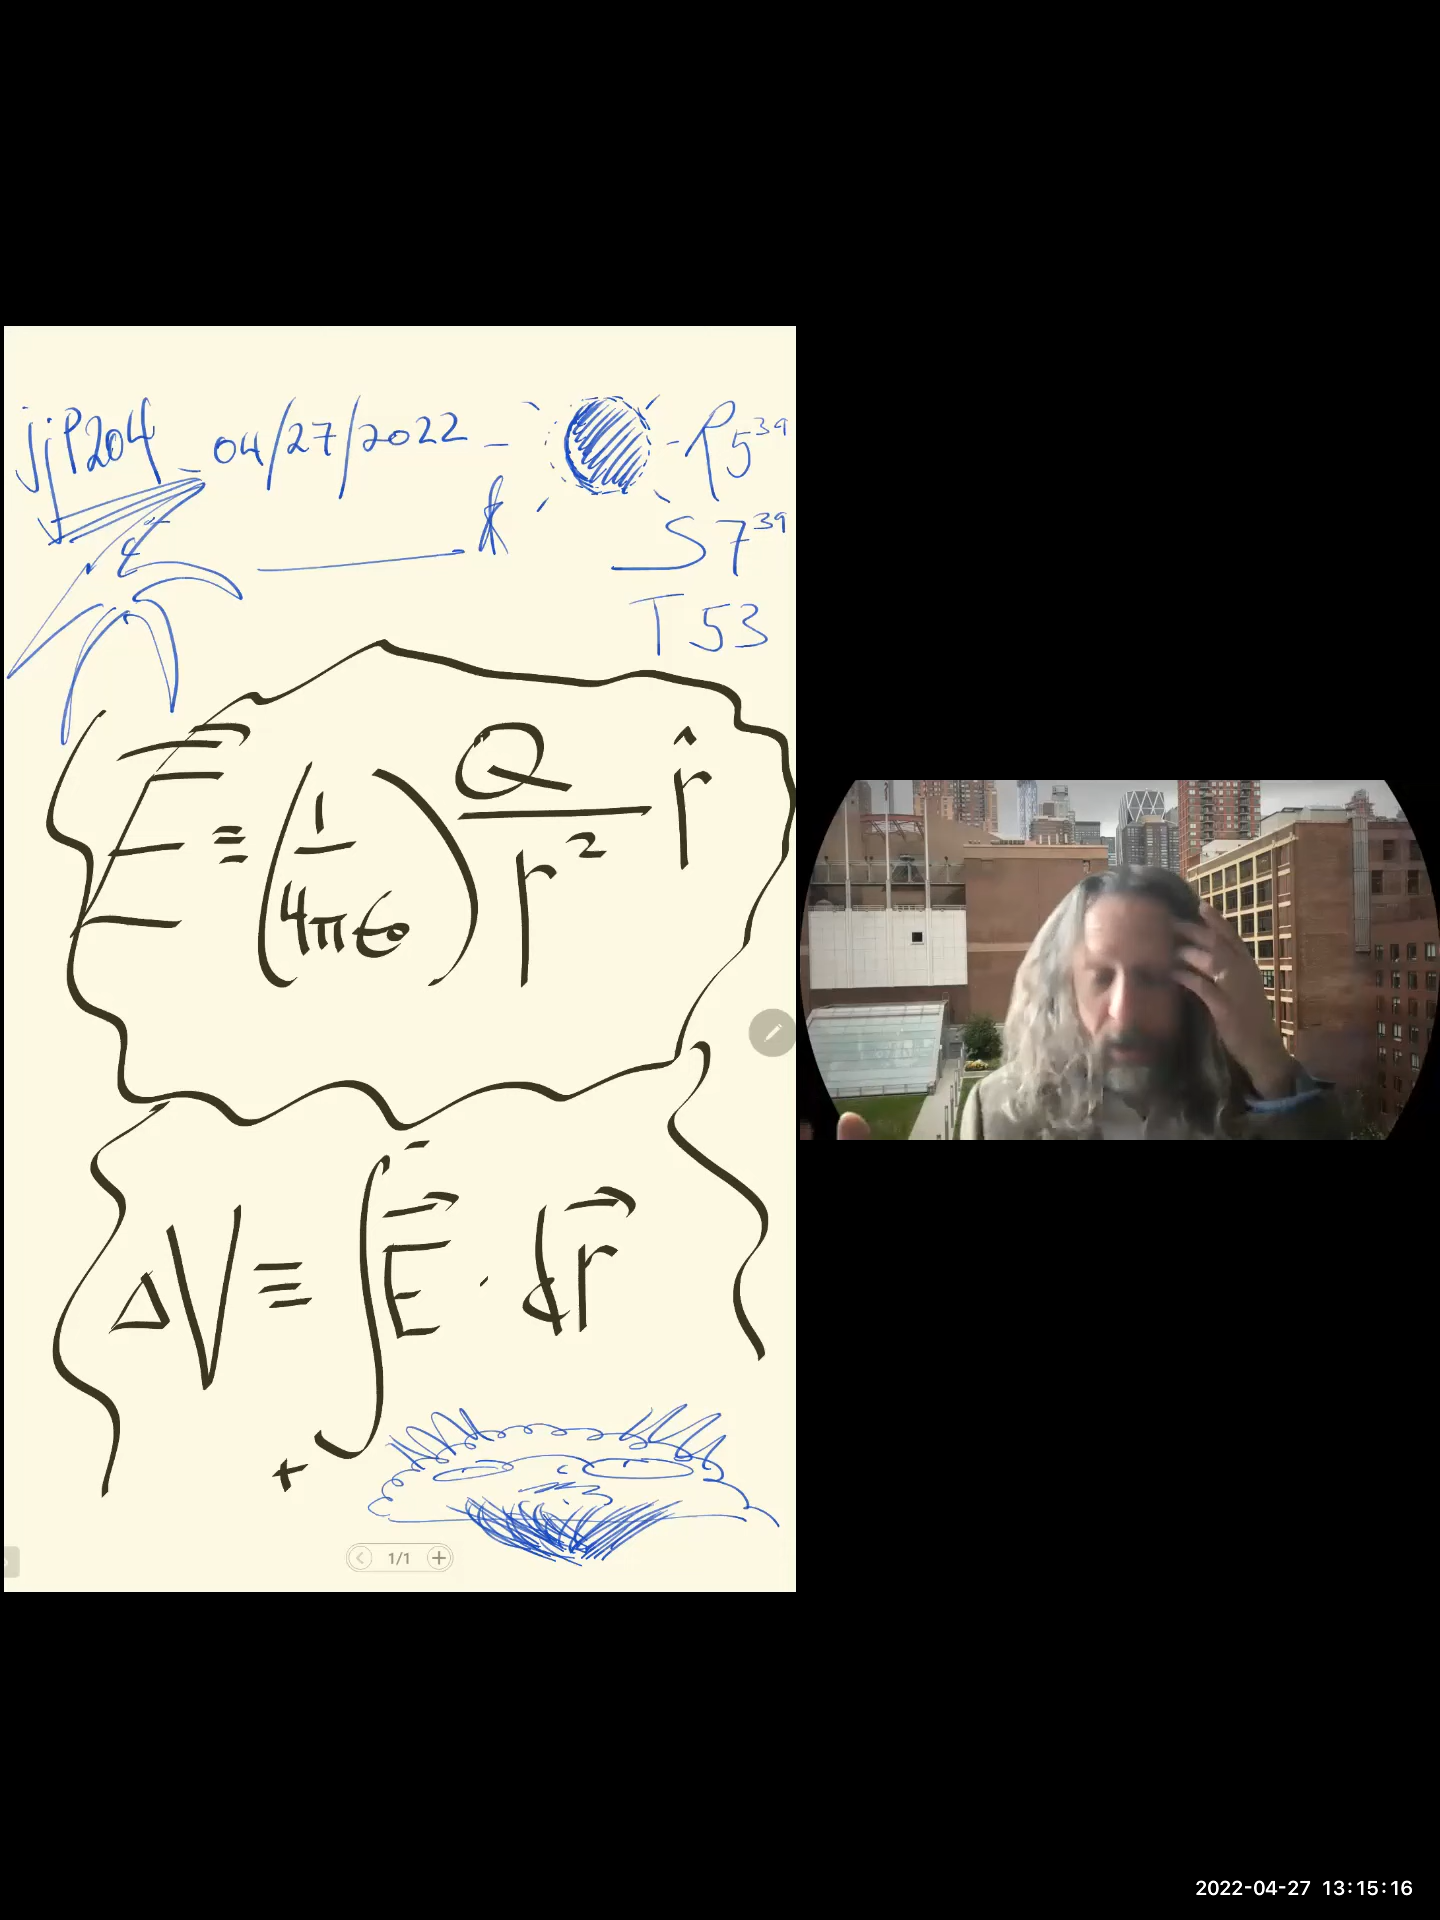 jjP204 04/27/2022 - R5³⁹
S7³⁹
T53
E⃗ = (1/4πε₀) Q/r² r̂
ΔV ≡ ∫₊⁻ E⃗ · dr⃗
1/1
2022-04-27 13:15:16